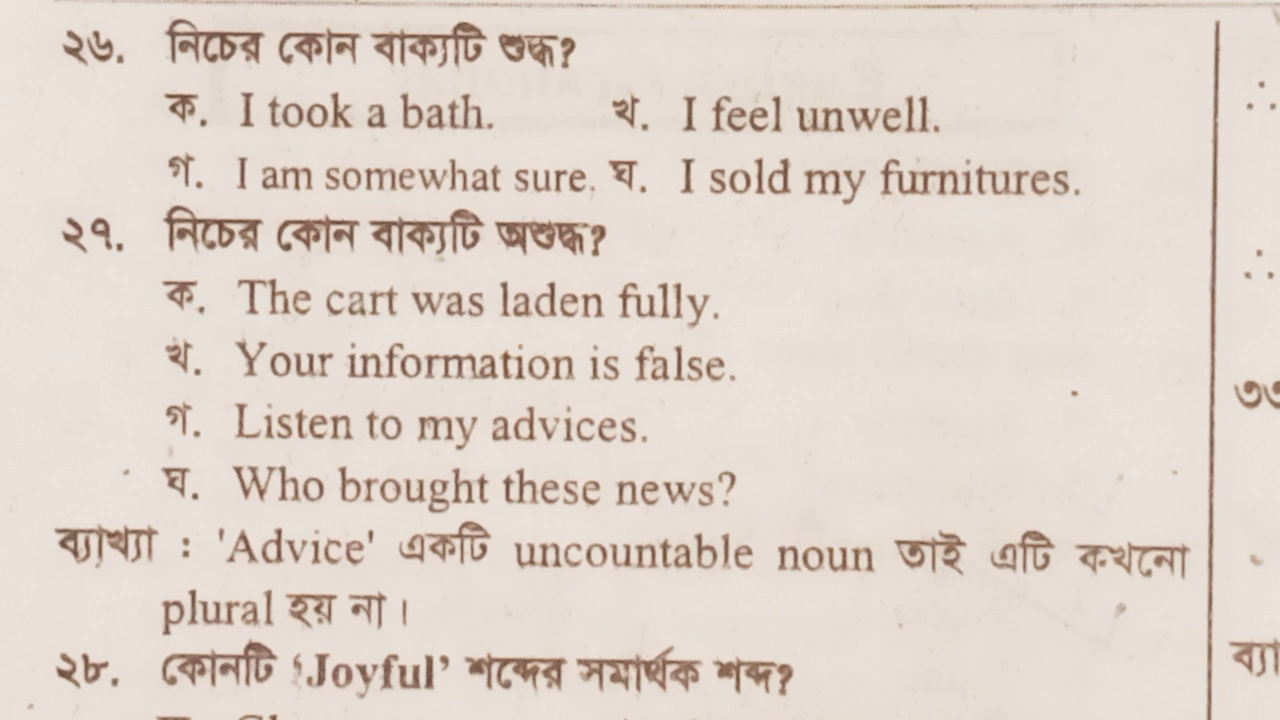 ২৬. নিচের কোন বাক্যটি শুদ্ধ?
ক. I took a bath. খ. I feel unwell.
গ. I am somewhat sure. ঘ. I sold my furnitures.
২৭. নিচের কোন বাক্যটি অশুদ্ধ?
ক. The cart was laden fully.
খ. Your information is false.
গ. Listen to my advices.
ঘ. Who brought these news?
ব্যাখ্যা : 'Advice' একটি uncountable noun তাই এটি কখনো
plural হয় না।
২৮. কোনটি ‘Joyful’ শব্দের সমার্থক শব্দ?